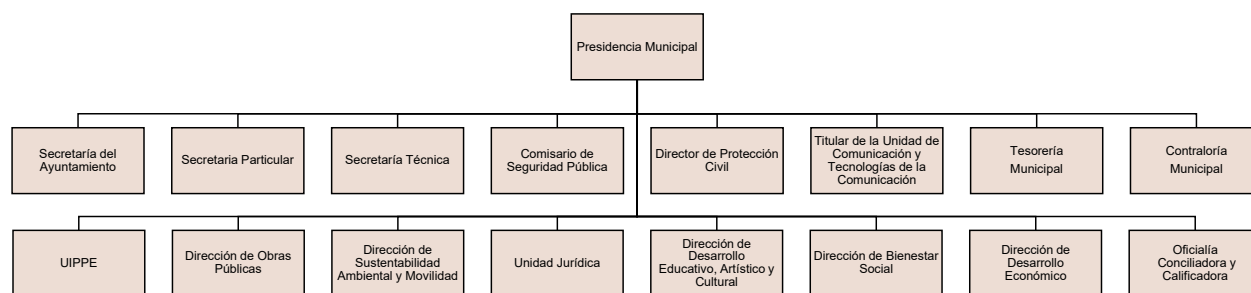 Presidencia Municipal
Secretaría del
Ayuntamiento
Secretaria Particular
Secretaría Técnica
Comisario de
Seguridad Pública
Director de Protección
Civil
Titular de la Unidad de
Comunicación y
Tecnologías de la
Comunicación
Tesorería
Municipal
Contraloría
Municipal
UIPPE
Dirección de Obras
Públicas
Dirección de
Sustentabilidad
Ambiental y Movilidad
Unidad Jurídica
Dirección de
Desarrollo
Educativo, Artístico y
Cultural
Dirección de Bienestar
Social
Dirección de
Desarrollo
Económico
Oficialía
Conciliadora y
Calificadora